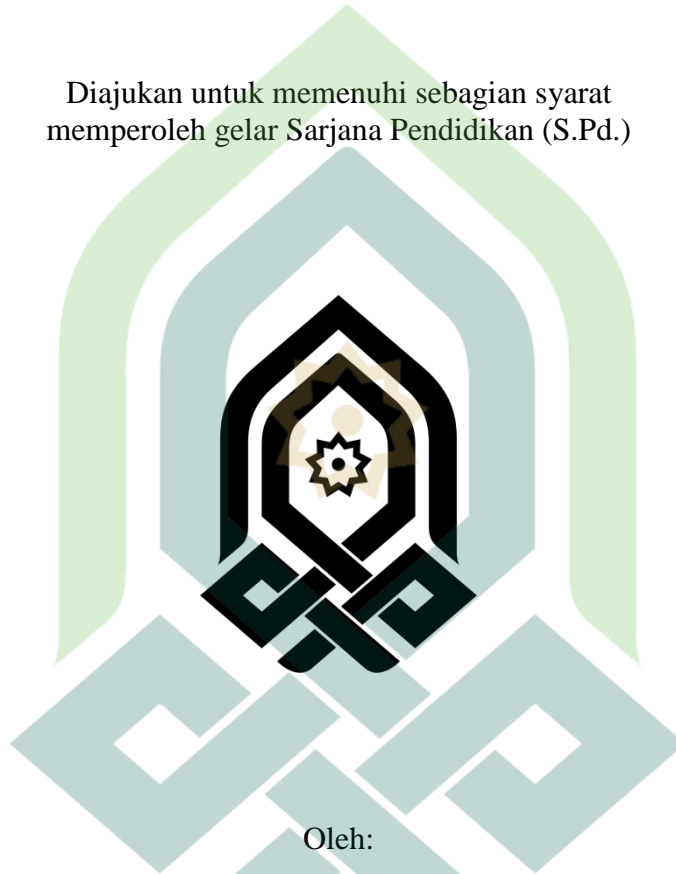 Diajukan untuk memenuhi sebagian syarat
memperoleh gelar Sarjana Pendidikan (S.Pd.)
Oleh: